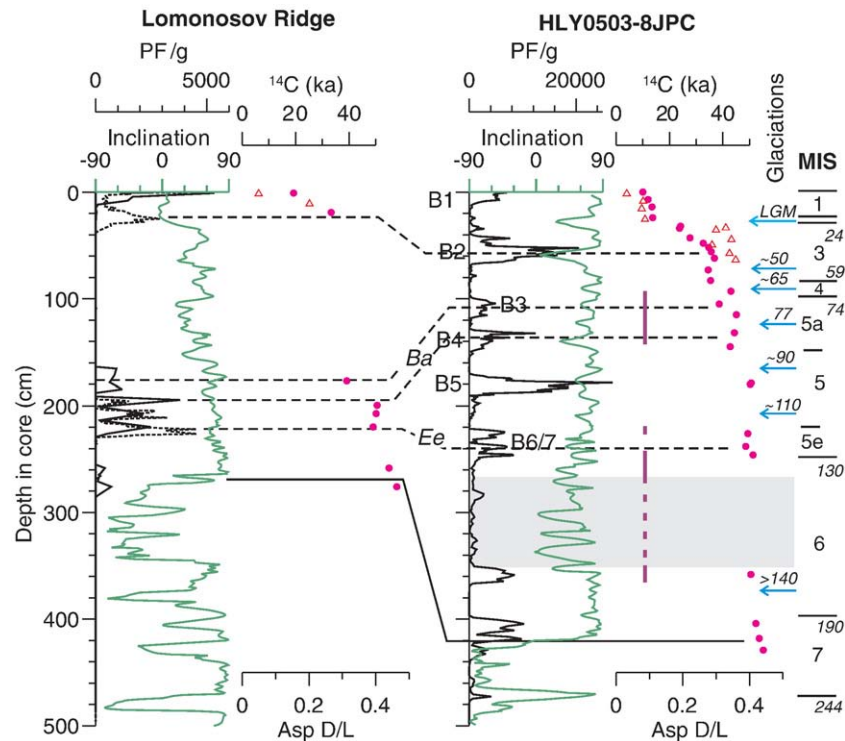 Lomonosov Ridge
HLY0503-8JPC
PF/g
0 5000
14C (ka)
0 20 40
Inclination
-90 0 90
PF/g
0 20000
14C (ka)
0 20 40
Inclination
-90 0 90
Glaciations
MIS
Depth in core (cm)
0
100
200
300
400
500
B1
B2
B3
B4
B5
B6/7
Ba
Ee
LGM
~50
~65
77
~90
~110
>140
1
24
3
59
4
74
5a
5
5e
130
6
190
7
244
0 0.2 0.4
Asp D/L
0 0.2 0.4
Asp D/L